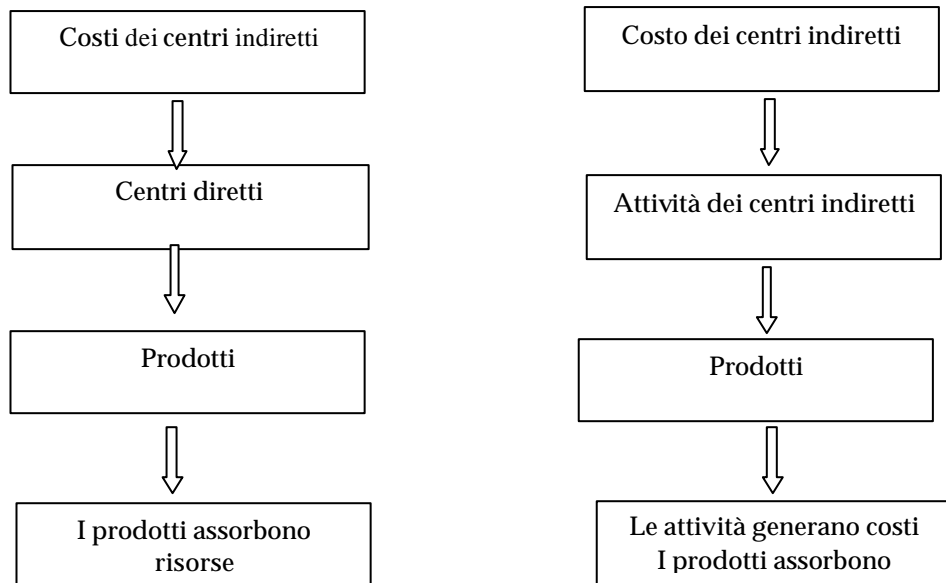 Costi dei centri indiretti
Centri diretti
Prodotti
I prodotti assorbono
risorse
Costo dei centri indiretti
Attività dei centri indiretti
Prodotti
Le attività generano costi
I prodotti assorbono